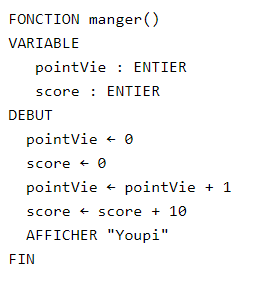 FONCTION manger()
VARIABLE
pointVie : ENTIER
score : ENTIER
DEBUT
pointVie ← 0
score ← 0
pointVie ← pointVie + 1
score ← score + 10
AFFICHER "Youpi"
FIN